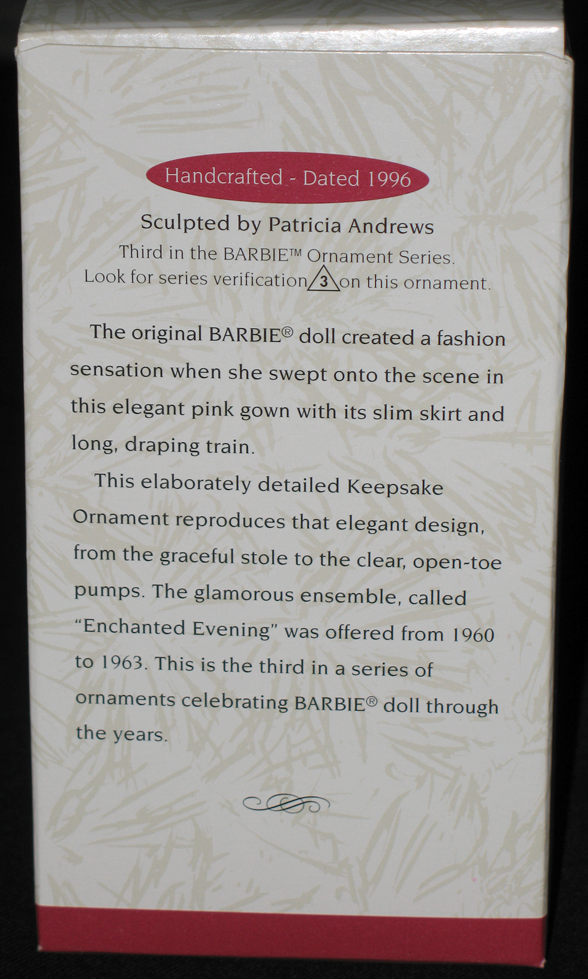 Handcrafted - Dated 1996
Sculpted by Patricia Andrews
Third in the BARBIE™ Ornament Series.
Look for series verification 3 on this ornament.
The original BARBIE® doll created a fashion
sensation when she swept onto the scene in
this elegant pink gown with its slim skirt and
long, draping train.
This elaborately detailed Keepsake
Ornament reproduces that elegant design,
from the graceful stole to the clear, open-toe
pumps. The glamorous ensemble, called
“Enchanted Evening” was offered from 1960
to 1963. This is the third in a series of
ornaments celebrating BARBIE® doll through
the years.